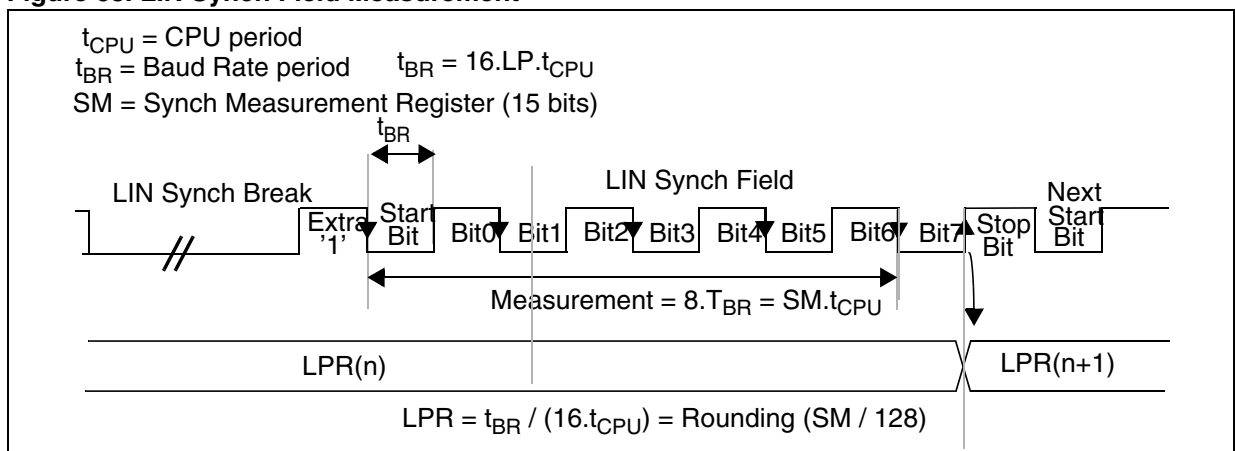 Figure 68. LIN Synch Field Measurement
tCPU = CPU period
tBR = Baud Rate period tBR = 16.LP.tCPU
SM = Synch Measurement Register (15 bits)
tBR
LIN Synch Break
LIN Synch Field
Extra '1'
Start Bit
Bit0
Bit1
Bit2
Bit3
Bit4
Bit5
Bit6
Bit7
Stop Bit
Next Start Bit
Measurement = 8.TBR = SM.tCPU
LPR(n)
LPR(n+1)
LPR = tBR / (16.tCPU) = Rounding (SM / 128)